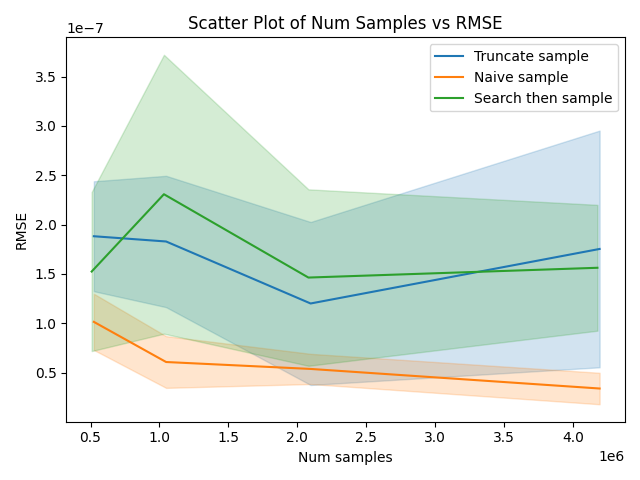 Scatter Plot of Num Samples vs RMSE
1e−7
Truncate sample
Naive sample
Search then sample
3.5
3.0
2.5
2.0
1.5
1.0
0.5
RMSE
0.5 1.0 1.5 2.0 2.5 3.0 3.5 4.0
1e6
Num samples